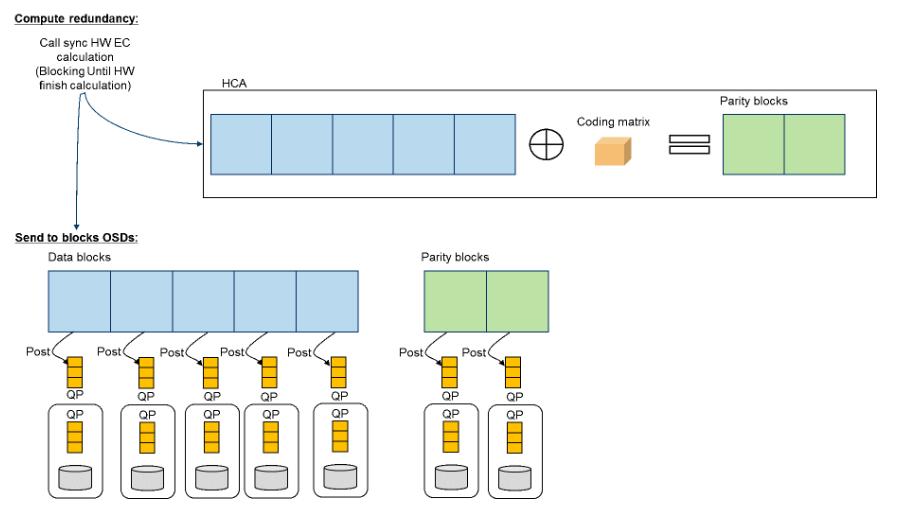 Compute redundancy:
Call sync HW EC
calculation
(Blocking Until HW
finish calculation)
HCA
Parity blocks
Coding matrix
Send to blocks OSDs:
Data blocks
Parity blocks
Post Post Post Post Post Post Post
QP QP QP QP QP QP QP
QP QP QP QP QP QP QP